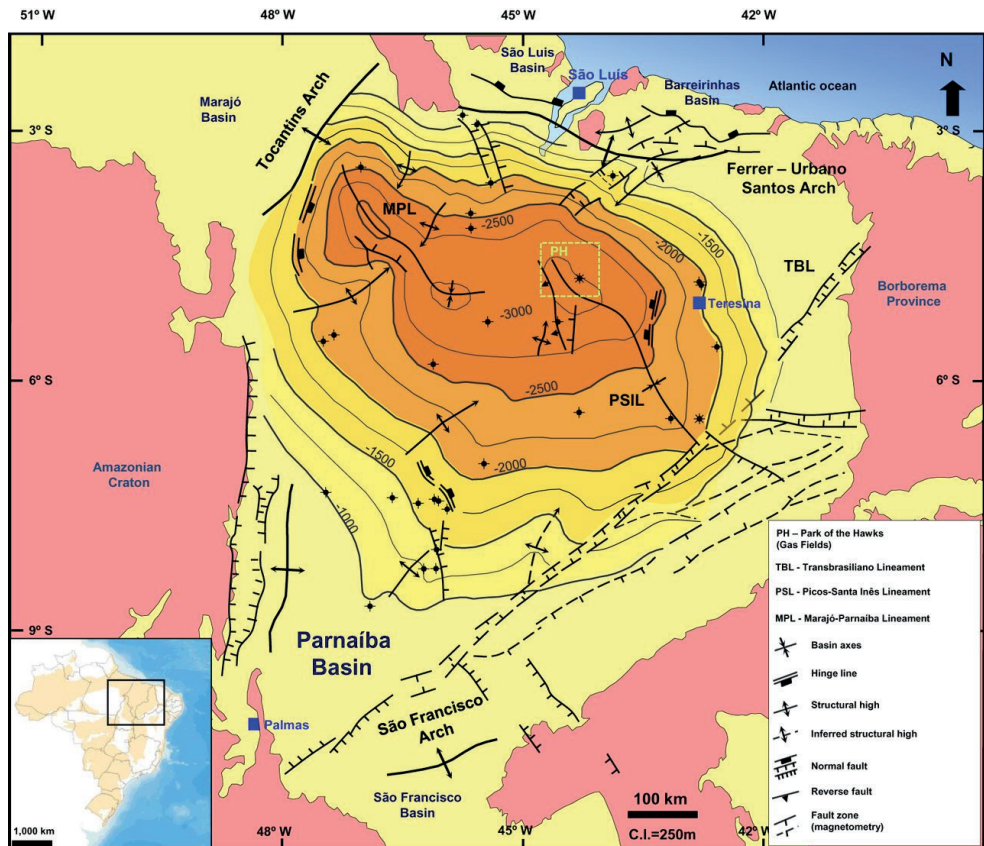 51° W
48° W
45° W
42° W
São Luis
Basin
São Luís
Barreirinhas
Basin
Atlantic ocean
N
Marajó
Basin
Tocantins Arch
3° S
3° S
Ferrer – Urbano
Santos Arch
MPL
-2500
PH
-2000
-1500
TBL
Teresina
Borborema
Province
-3000
6° S
6° S
-2500
PSIL
-2000
-1500
-1000
Amazonian
Craton
9° S
Parnaíba
Basin
Palmas
São Francisco
Arch
São Francisco
Basin
100 km
C.I.=250m
48° W
45° W
42° W
1,000 km
PH – Park of the Hawks
(Gas Fields)
TBL - Transbrasiliano Lineament
PSL - Picos-Santa Inês Lineament
MPL - Marajó-Parnaíba Lineament
Basin axes
Hinge line
Structural high
Inferred structural high
Normal fault
Reverse fault
Fault zone
(magnetometry)